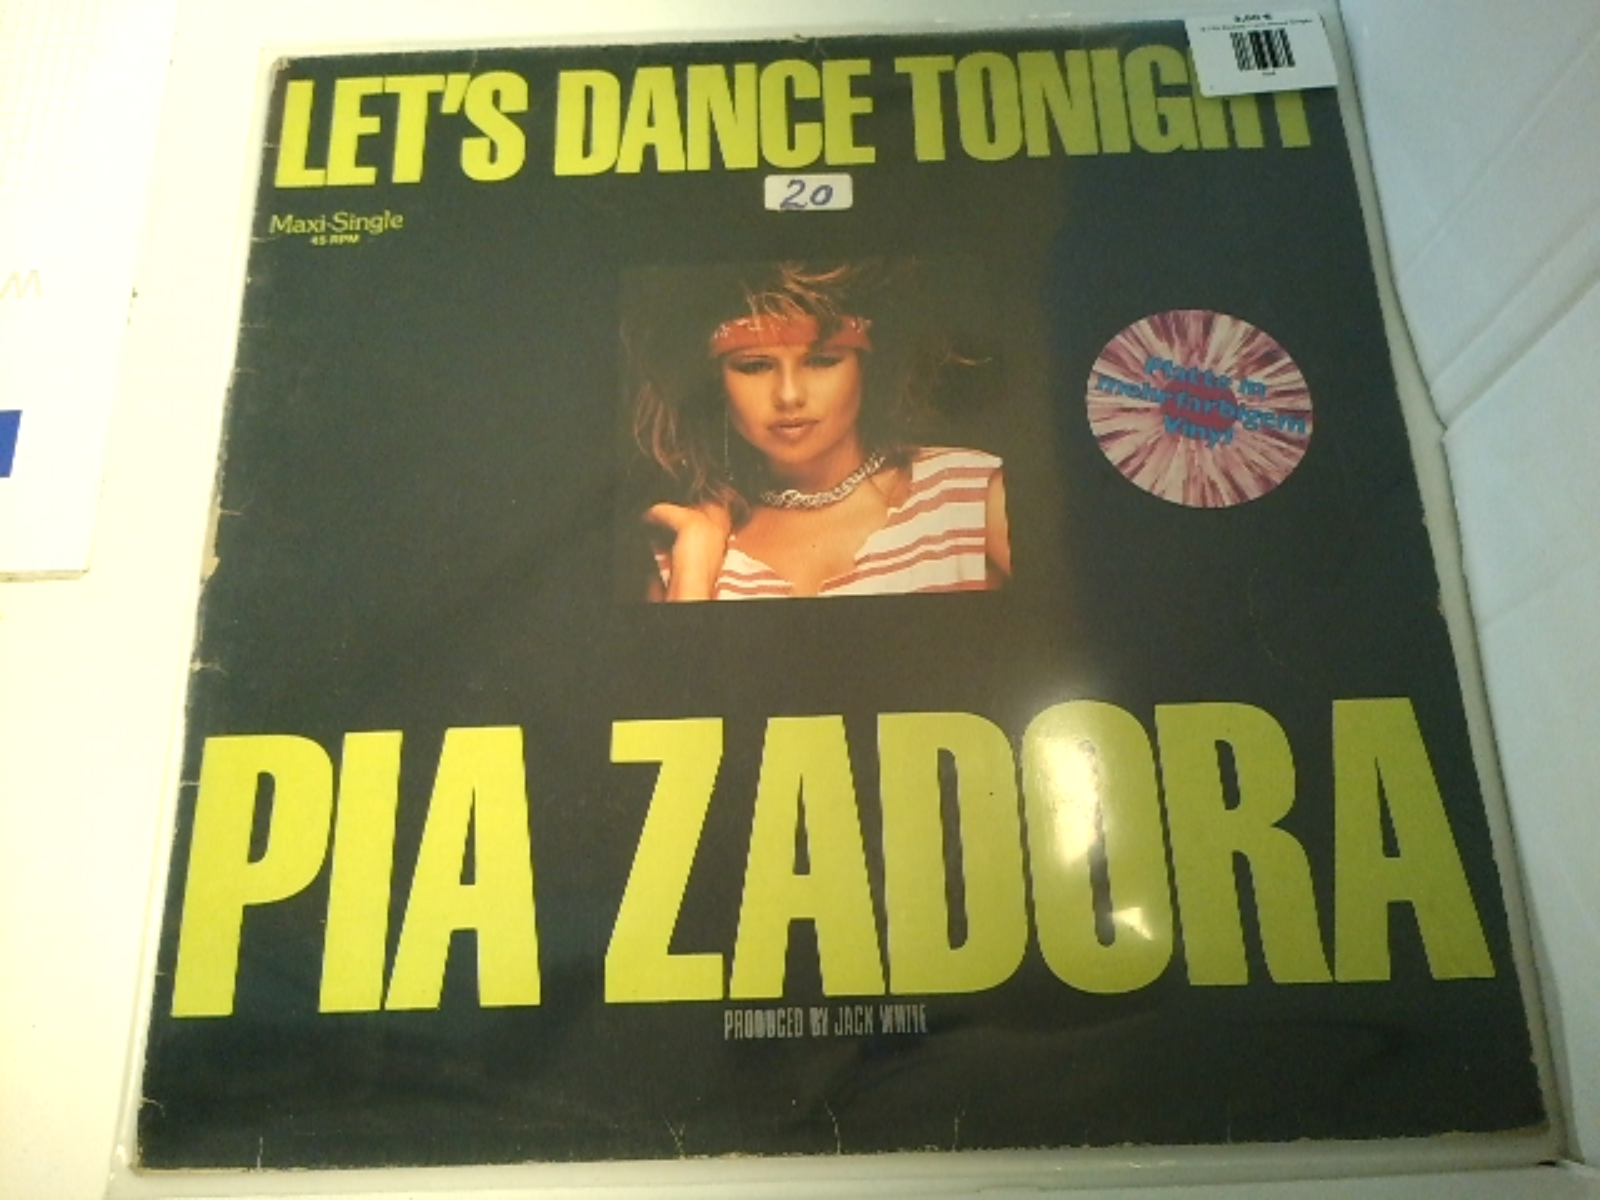 LET'S DANCE TONIGHT
20
Maxi-Single
45 RPM
Platte in
mehrfarbigem
Vinyl
PIA ZADORA
PRODUCED BY JACK WHITE